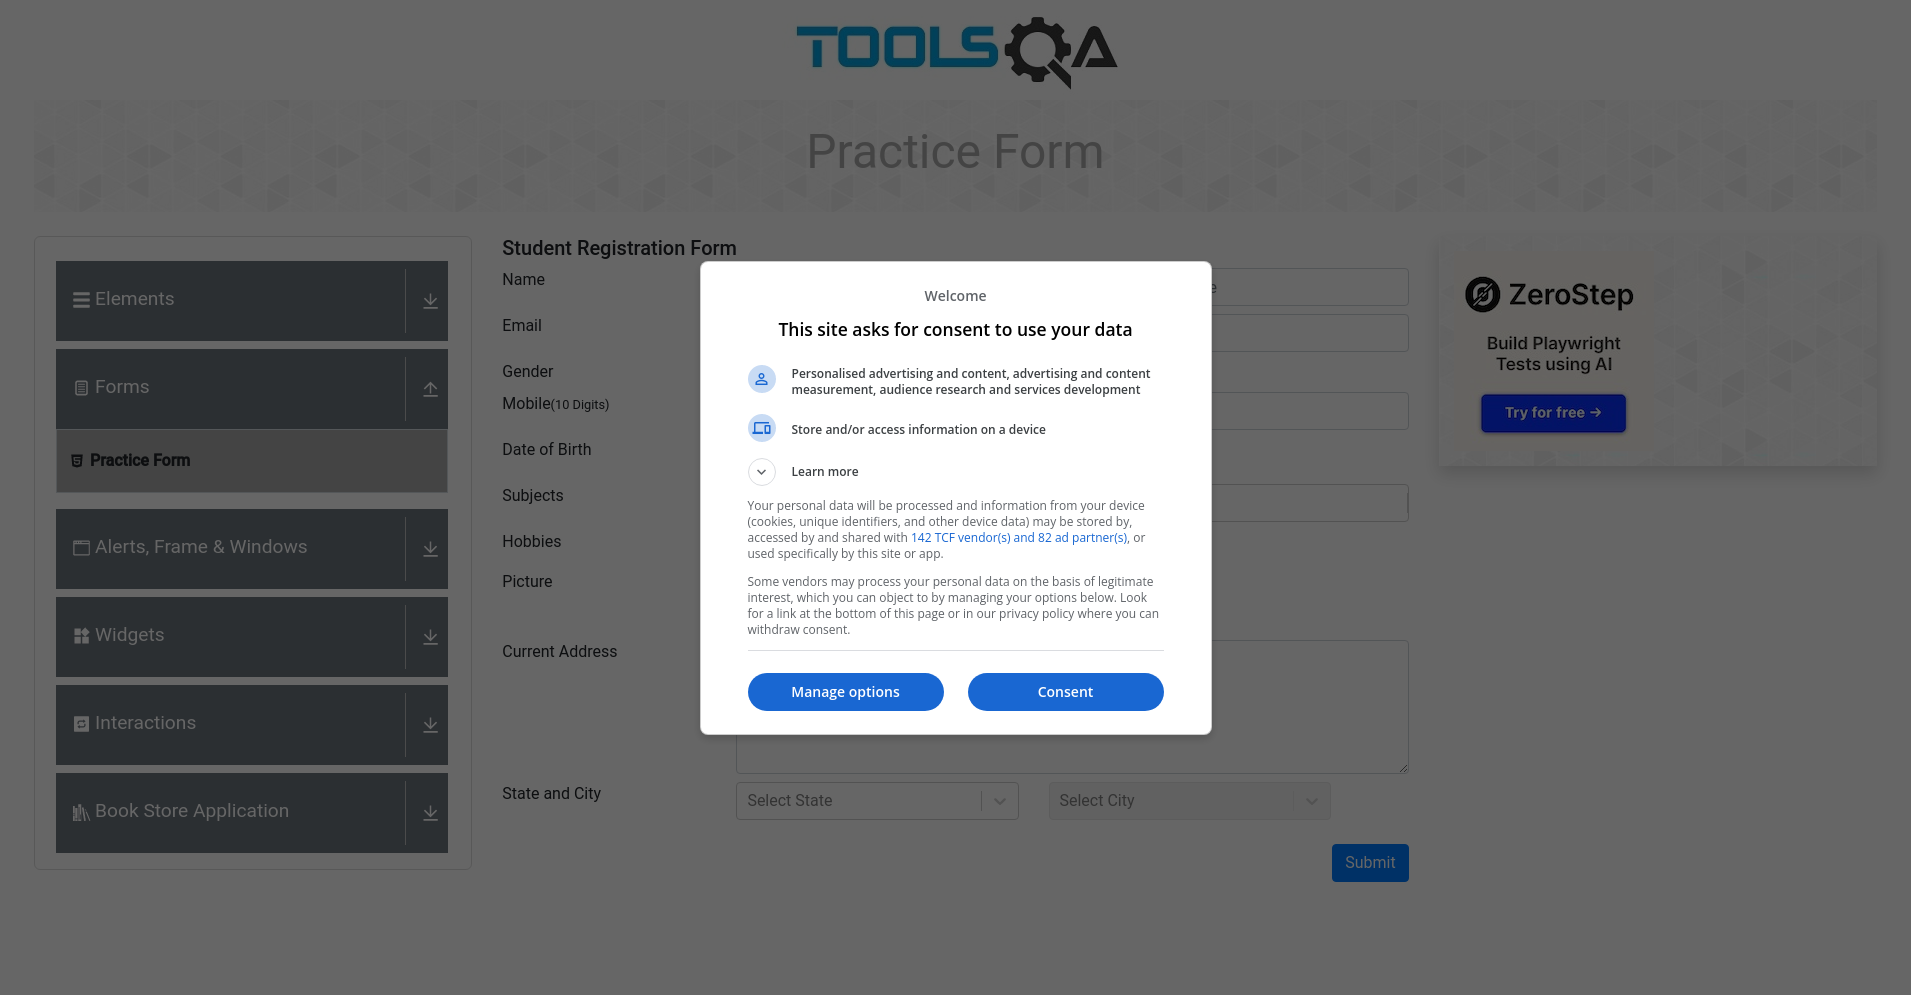 TOOLSQA
Practice Form
Elements
Forms
Practice Form
Alerts, Frame & Windows
Widgets
Interactions
Book Store Application
Student Registration Form
Name
Email
Gender
Mobile(10 Digits)
Date of Birth
Subjects
Hobbies
Picture
Current Address
State and City
Select State
Select City
Submit
Welcome
This site asks for consent to use your data
Personalised advertising and content, advertising and content
measurement, audience research and services development
Store and/or access information on a device
Learn more
Your personal data will be processed and information from your device
(cookies, unique identifiers, and other device data) may be stored by,
accessed by and shared with 142 TCF vendor(s) and 82 ad partner(s), or
used specifically by this site or app.
Some vendors may process your personal data on the basis of legitimate
interest, which you can object to by managing your options below. Look
for a link at the bottom of this page or in our privacy policy where you can
withdraw consent.
Manage options
Consent
ZeroStep
Build Playwright
Tests using AI
Try for free →